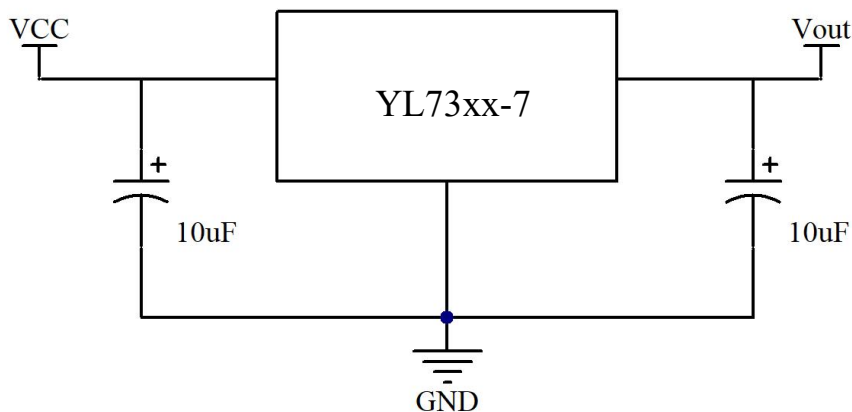 VCC
Vout
YL73xx-7
+
+
10uF
10uF
GND